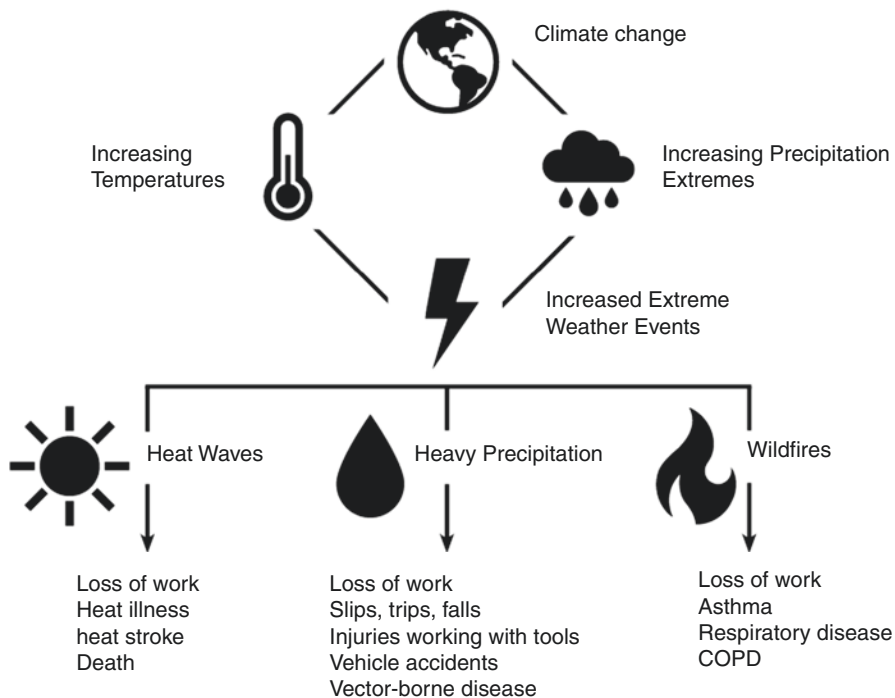 Climate change
Increasing
Temperatures
Increasing Precipitation
Extremes
Increased Extreme
Weather Events
Heat Waves
Heavy Precipitation
Wildfires
Loss of work
Heat illness
heat stroke
Death
Loss of work
Slips, trips, falls
Injuries working with tools
Vehicle accidents
Vector-borne disease
Loss of work
Asthma
Respiratory disease
COPD